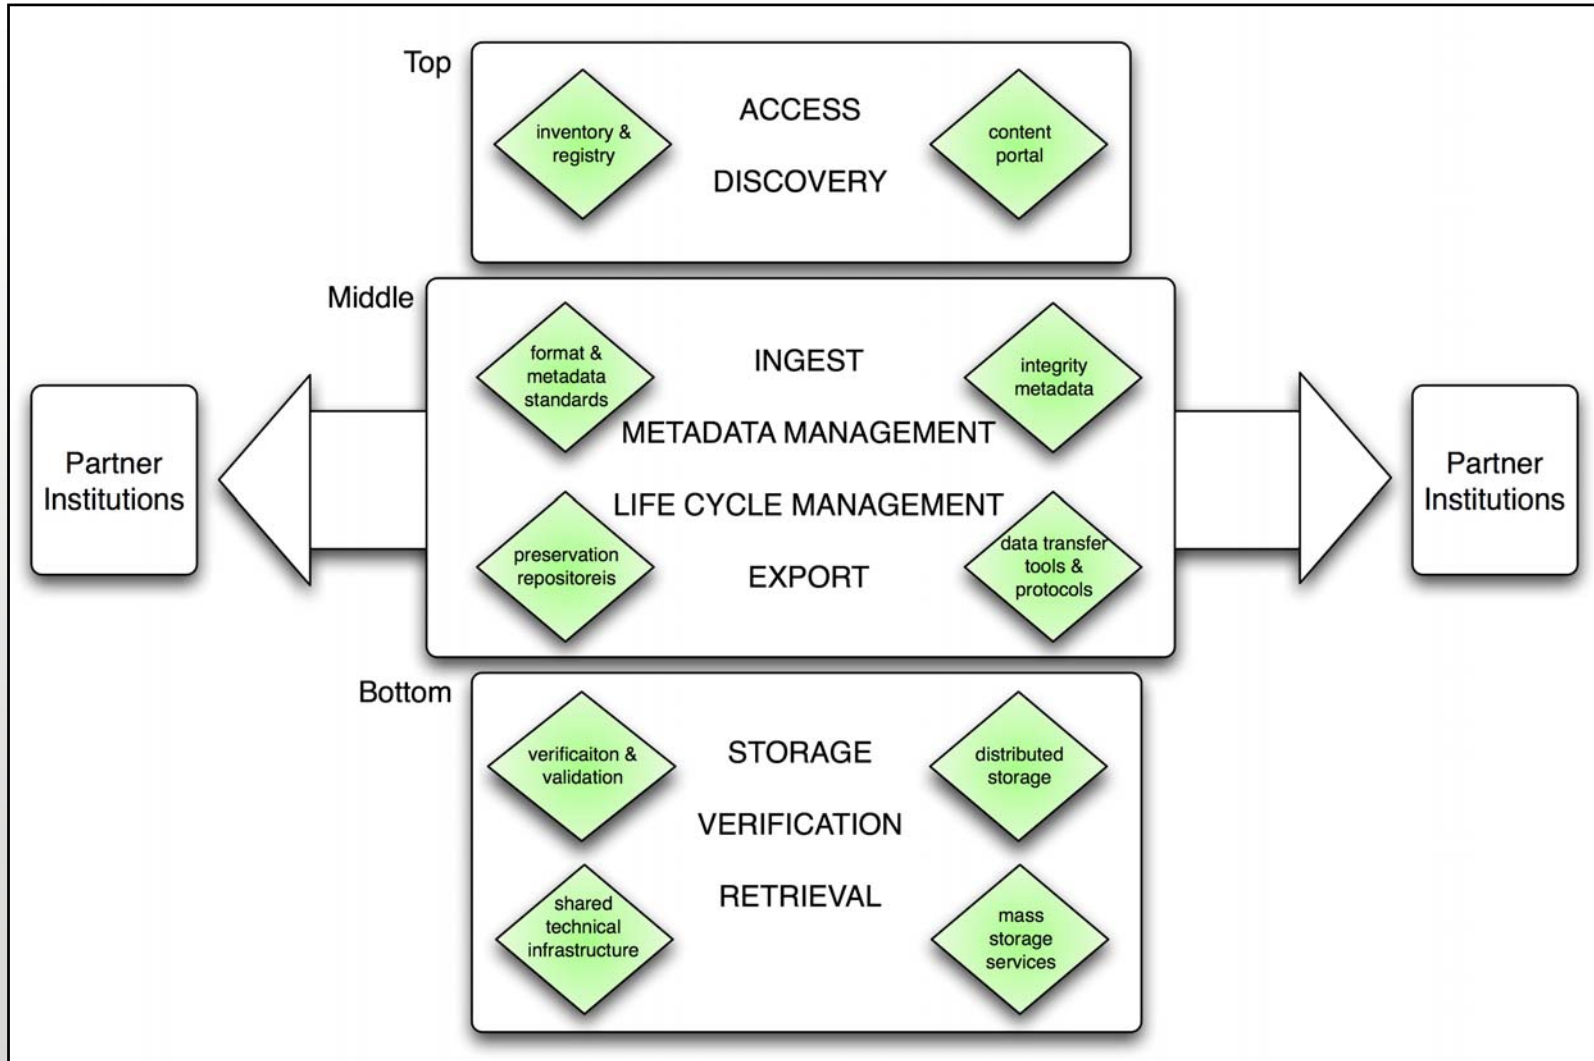 Top
inventory &
registry
ACCESS
DISCOVERY
content
portal
Middle
format &
metadata
standards
INGEST
integrity
metadata
METADATA MANAGEMENT
LIFE CYCLE MANAGEMENT
preservation
repositoreis
EXPORT
data transfer
tools &
protocols
Partner
Institutions
Partner
Institutions
Bottom
verificaiton &
validation
STORAGE
distributed
storage
VERIFICATION
RETRIEVAL
shared
technical
infrastructure
mass
storage
services